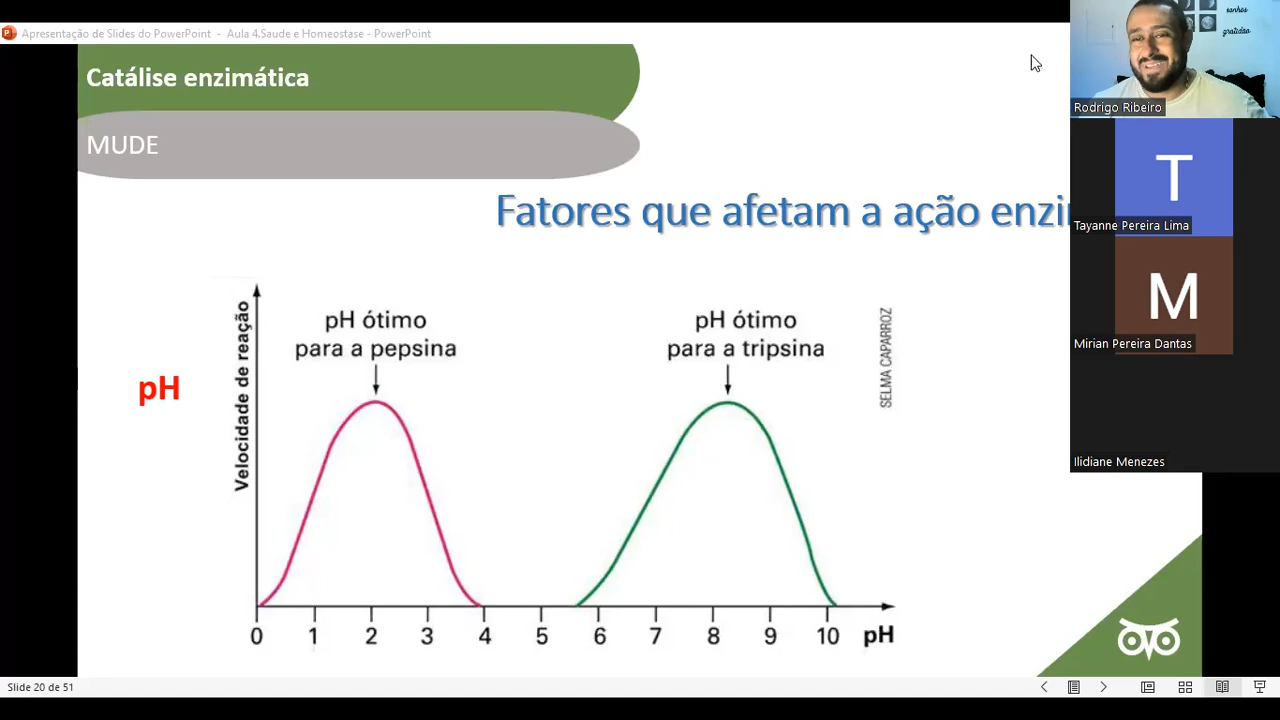 Apresentação de Slides do PowerPoint - Aula 4.Saude e Homeostase - PowerPoint
Catálise enzimática
MUDE
Fatores que afetam a ação enzi
pH
Velocidade de reação
pH ótimo
para a pepsina
pH ótimo
para a tripsina
SELMA CAPARROZ
0 1 2 3 4 5 6 7 8 9 10 pH
sonhos
gratidão
Rodrigo Ribeiro
T
Tayanne Pereira Lima
M
Mirian Pereira Dantas
Ilidiane Menezes
Slide 20 de 51